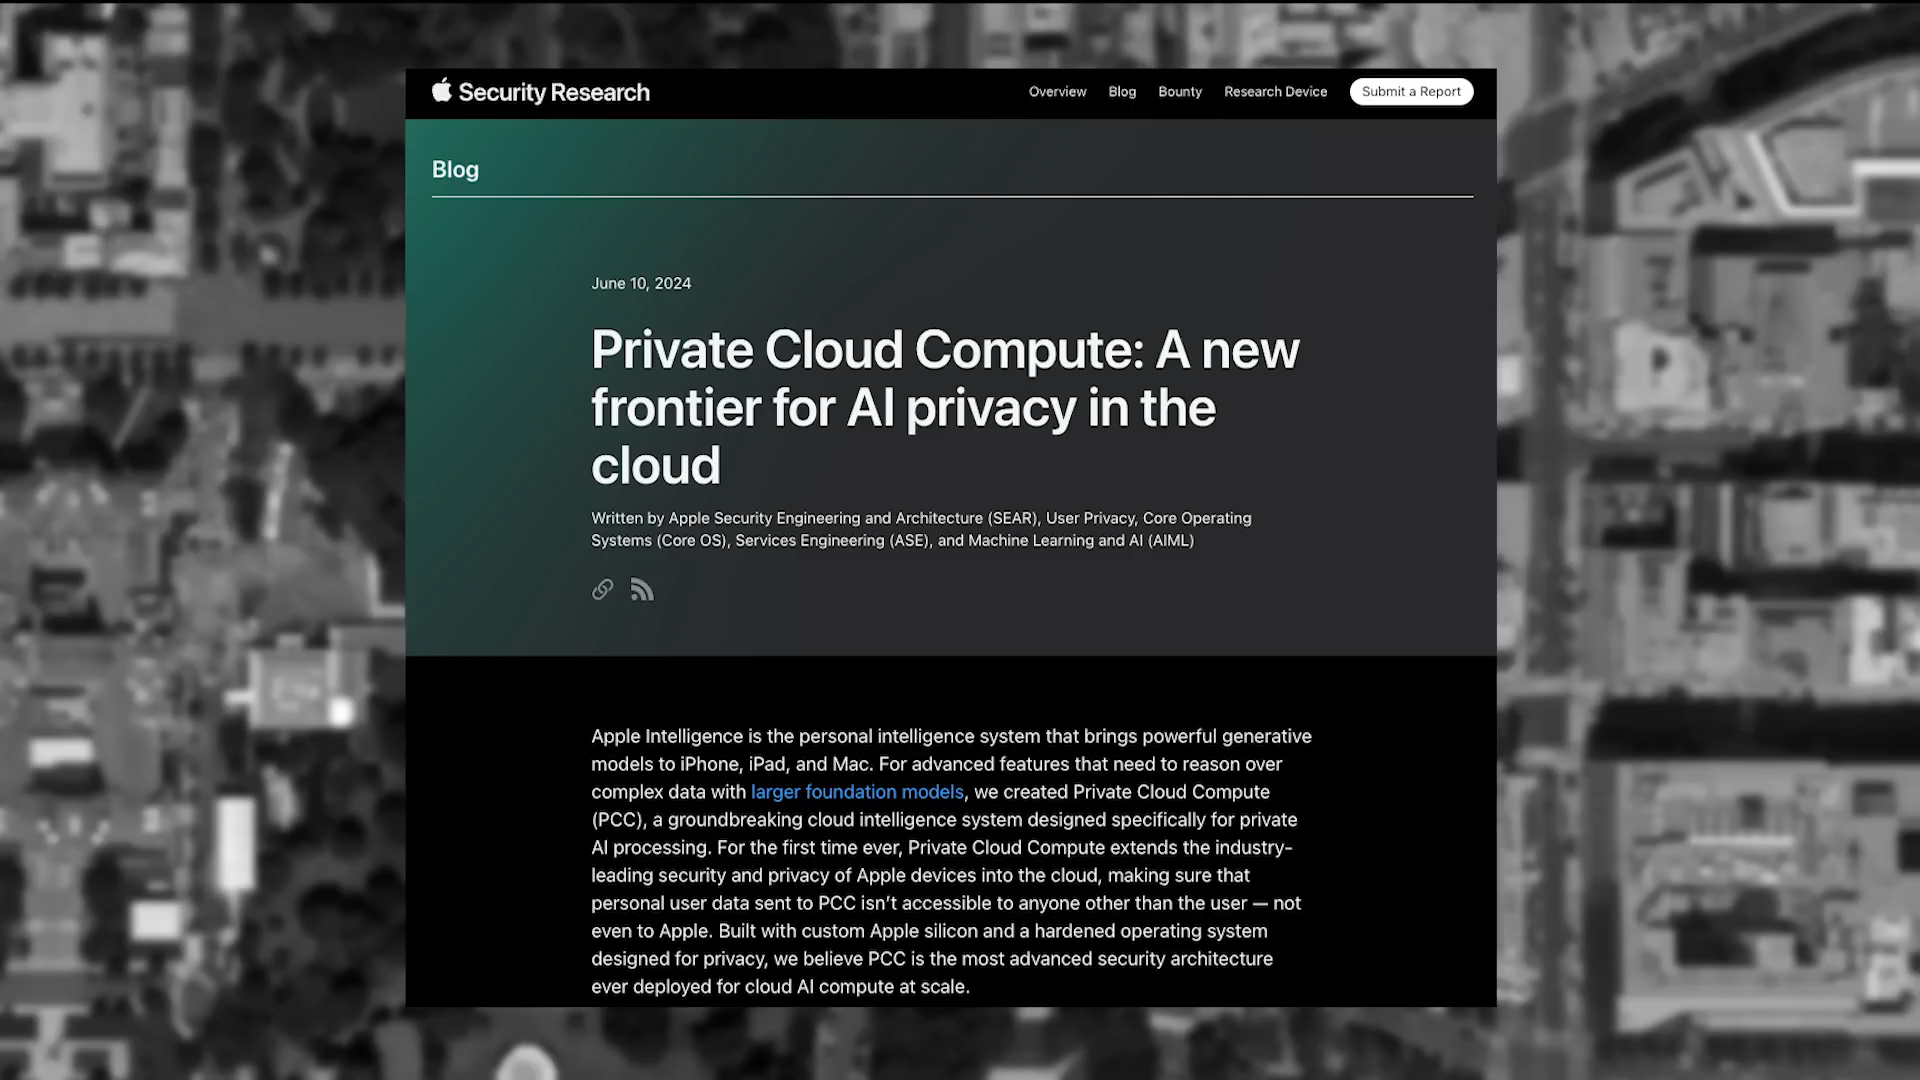 Security Research
Overview Blog Bounty Research Device Submit a Report
Blog
June 10, 2024
Private Cloud Compute: A new
frontier for AI privacy in the
cloud
Written by Apple Security Engineering and Architecture (SEAR), User Privacy, Core Operating
Systems (Core OS), Services Engineering (ASE), and Machine Learning and AI (AIML)
Apple Intelligence is the personal intelligence system that brings powerful generative
models to iPhone, iPad, and Mac. For advanced features that need to reason over
complex data with larger foundation models, we created Private Cloud Compute
(PCC), a groundbreaking cloud intelligence system designed specifically for private
AI processing. For the first time ever, Private Cloud Compute extends the industry-
leading security and privacy of Apple devices into the cloud, making sure that
personal user data sent to PCC isn’t accessible to anyone other than the user — not
even to Apple. Built with custom Apple silicon and a hardened operating system
designed for privacy, we believe PCC is the most advanced security architecture
ever deployed for cloud AI compute at scale.